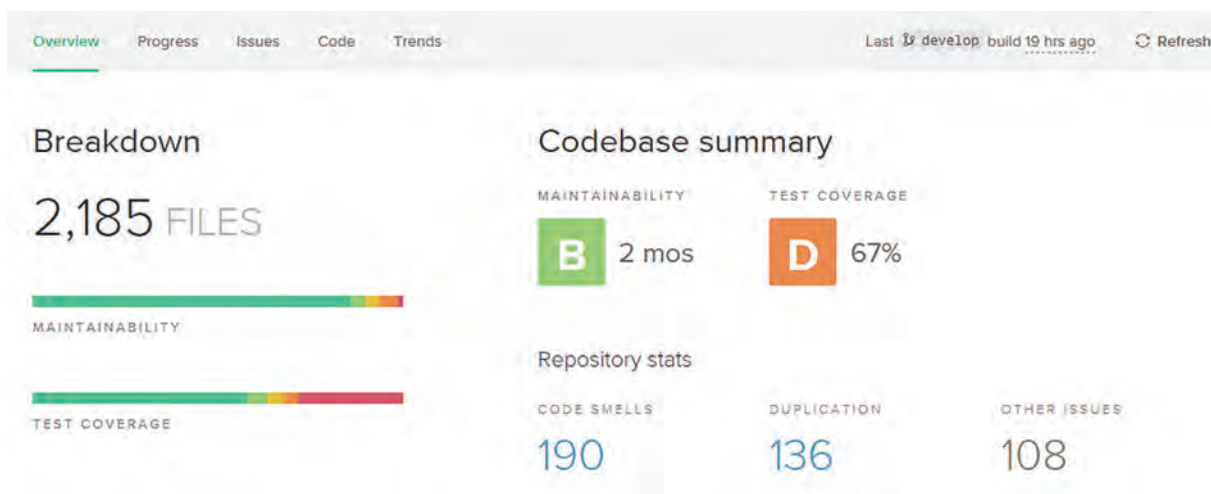 Overview Progress Issues Code Trends Last develop build 19 hrs ago Refresh
Breakdown
2,185 FILES
MAINTAINABILITY
TEST COVERAGE
Codebase summary
MAINTAINABILITY TEST COVERAGE
B 2 mos D 67%
Repository stats
CODE SMELLS DUPLICATION OTHER ISSUES
190 136 108